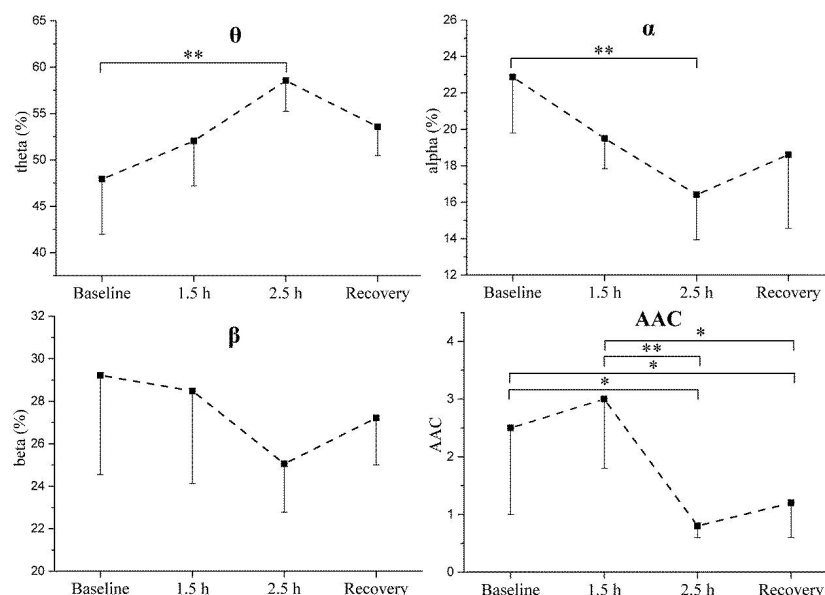 θ
**
theta (%)
65
60
55
50
45
40
Baseline 1.5 h 2.5 h Recovery
α
**
alpha (%)
26
24
22
20
18
16
14
12
Baseline 1.5 h 2.5 h Recovery
β
beta (%)
32
30
28
26
24
22
20
Baseline 1.5 h 2.5 h Recovery
AAC
*
**
*
*
AAC
4
3
2
1
0
Baseline 1.5 h 2.5 h Recovery